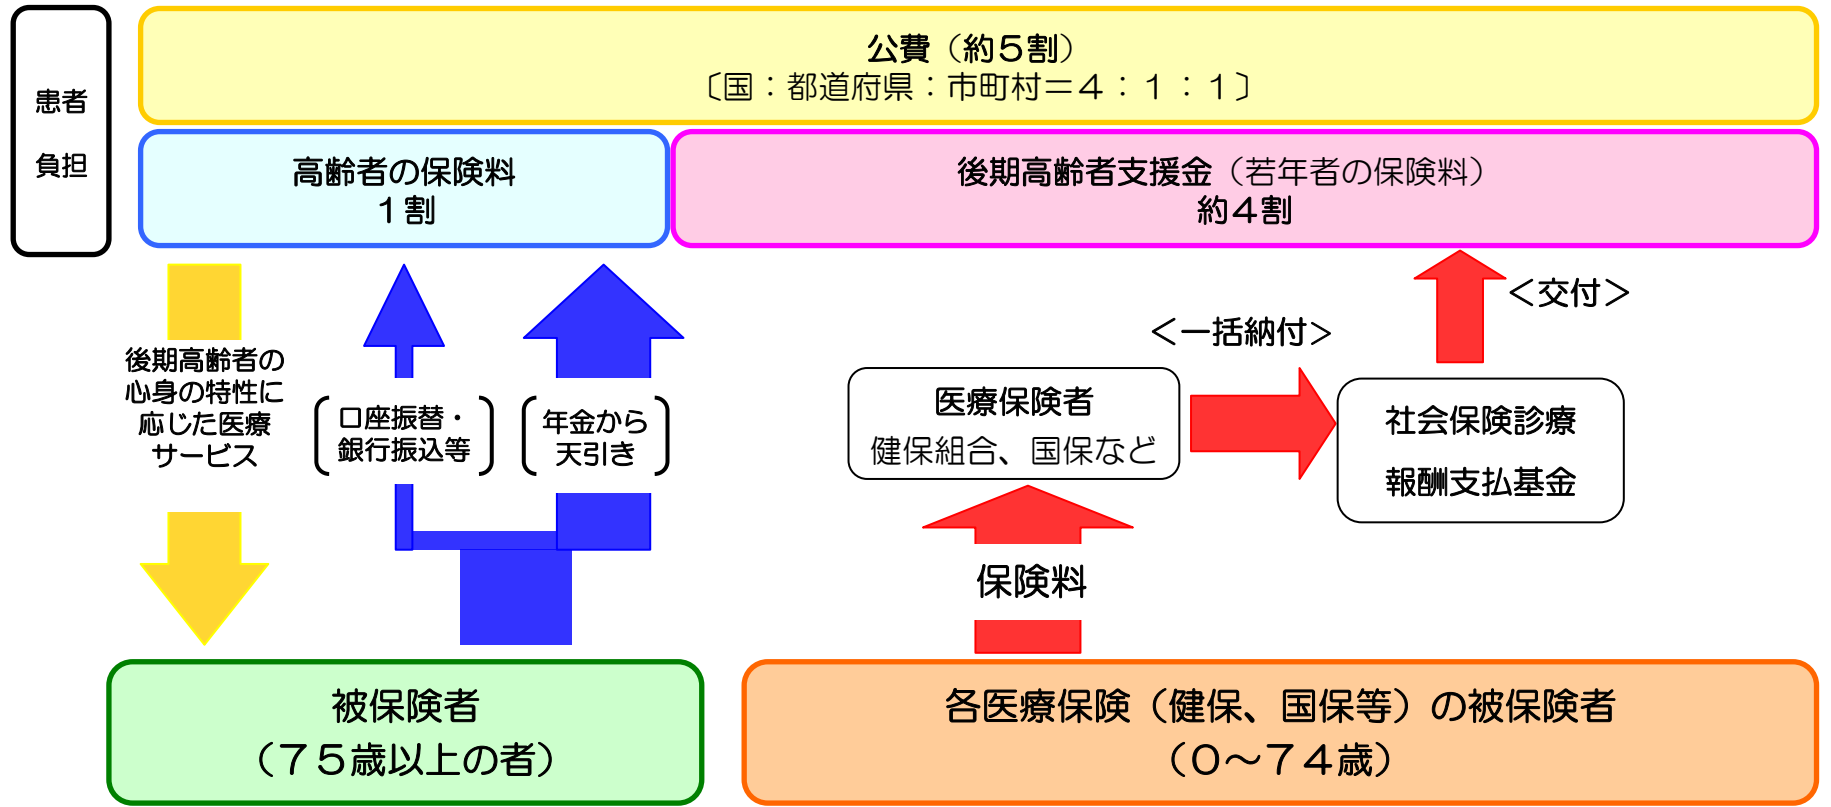 患者
負担
公費（約５割）
〔国：都道府県：市町村＝４：１：１〕
高齢者の保険料
１割
後期高齢者支援金（若年者の保険料）
約４割
後期高齢者の
心身の特性に
応じた医療
サービス
口座振替・
銀行振込等
年金から
天引き
＜交付＞
＜一括納付>
医療保険者
健保組合、国保など
社会保険診療
報酬支払基金
保険料
被保険者
（７５歳以上の者）
各医療保険（健保、国保等）の被保険者
（０～７４歳）